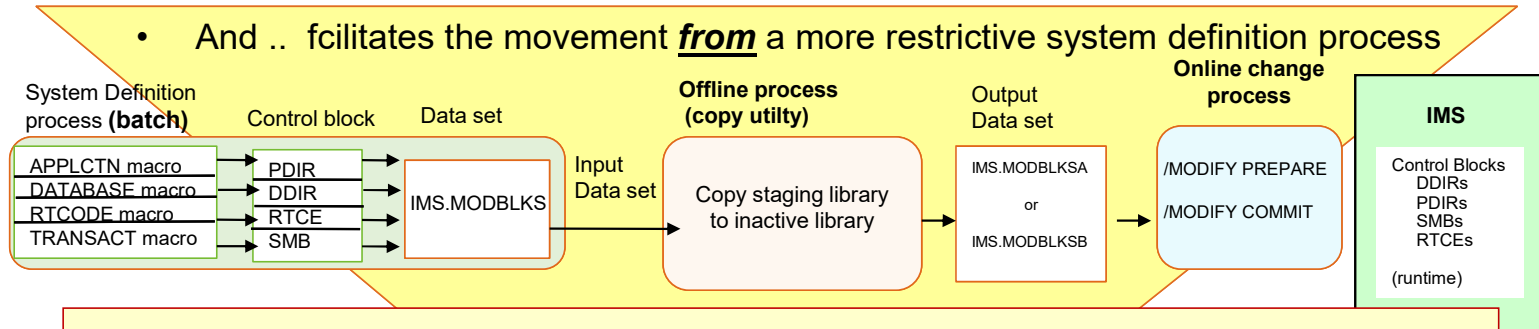 • And .. fcilitates the movement from a more restrictive system definition process
System Definition
process (batch)
Control block
Data set
Offline process
(copy utilty)
Output
Data set
Online change
process
IMS
APPLCTN macro
DATABASE macro
RTCODE macro
TRANSACT macro
PDIR
DDIR
RTCE
SMB
IMS.MODBLKS
Input
Data set
Copy staging library
to inactive library
IMS.MODBLKSA
or
IMS.MODBLKSB
/MODIFY PREPARE
/MODIFY COMMIT
Control Blocks
DDIRs
PDIRs
SMBs
RTCEs
(runtime)